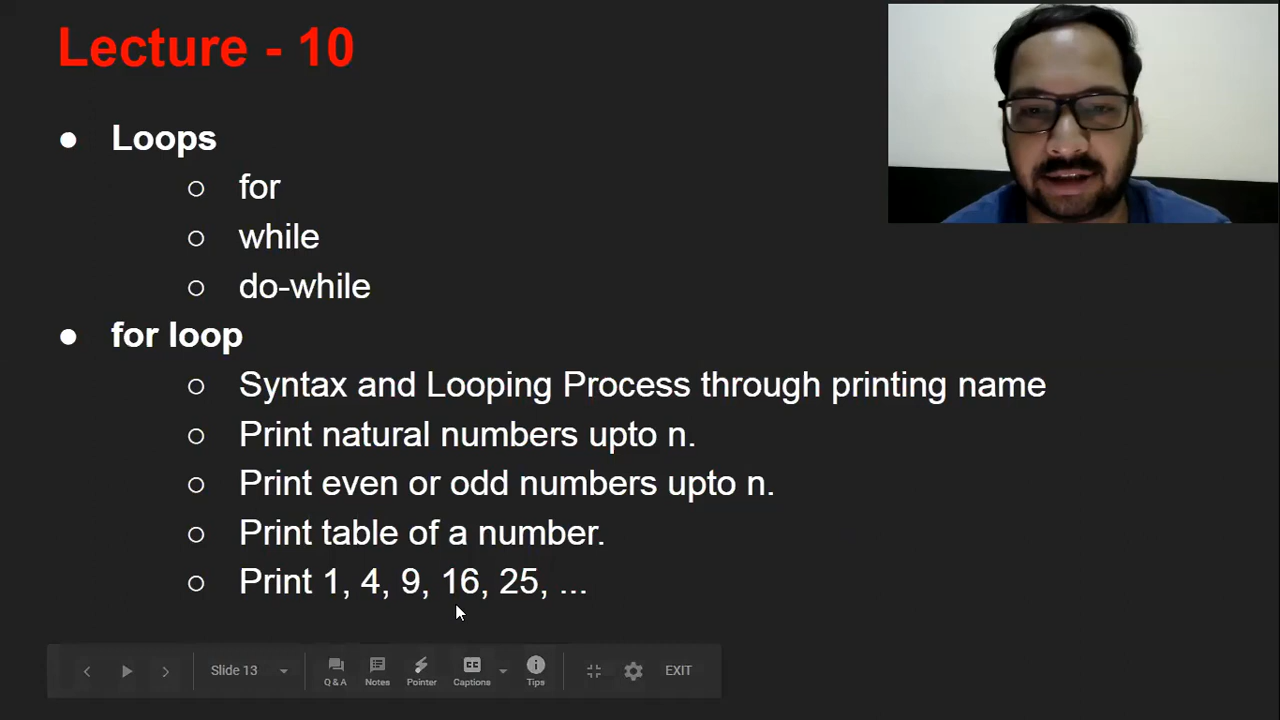 Lecture - 10
● Loops
○ for
○ while
○ do-while
● for loop
○ Syntax and Looping Process through printing name
○ Print natural numbers upto n.
○ Print even or odd numbers upto n.
○ Print table of a number.
○ Print 1, 4, 9, 16, 25, ...
Slide 13
Q & A
Notes
Pointer
CC
Captions
Tips
EXIT